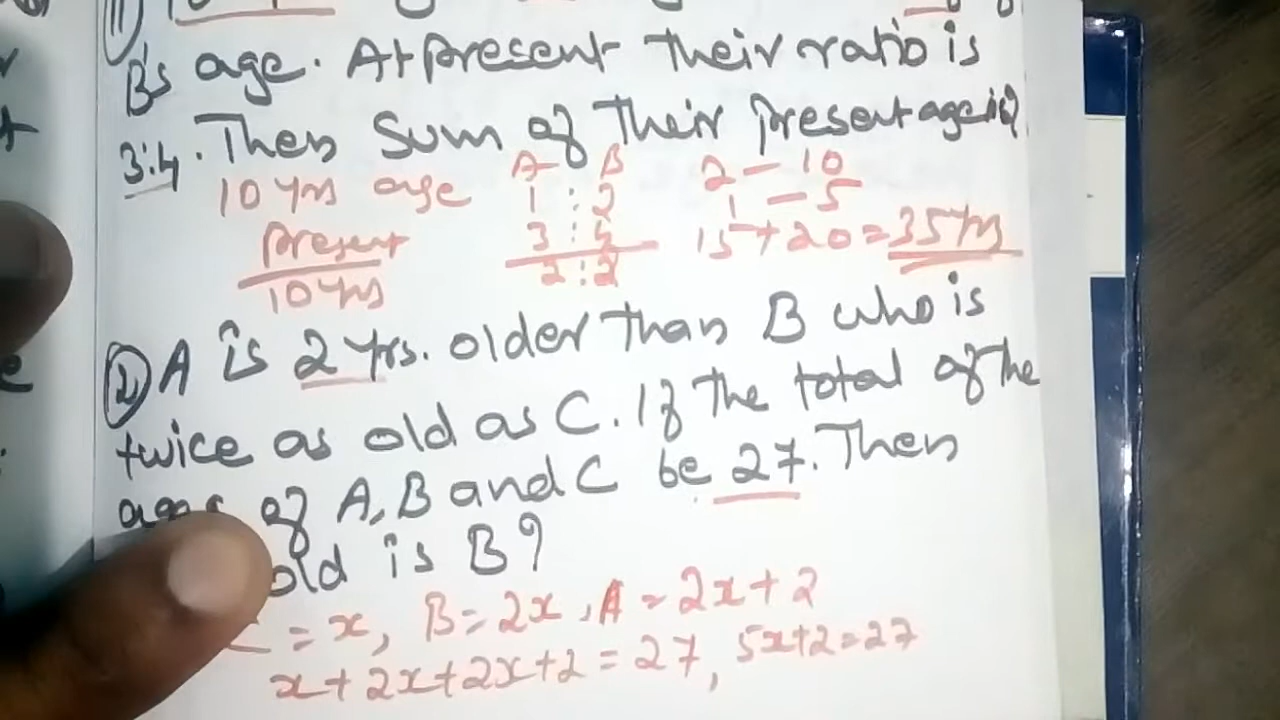 11)
B's age. At present their ratio is
3:4. Then Sum of Their present age is?
10 yrs age A B 2 — 10
1 : 2 1 — 5
present 3 : 4 15 + 20 = 35 yrs
10 yrs 2 : 2
12) A is 2 yrs. older than B who is
twice as old as C. If the total of the
ages of A, B and C be 27. Then
old is B?
C = x, B = 2x, A = 2x + 2
x + 2x + 2x + 2 = 27, 5x + 2 = 27